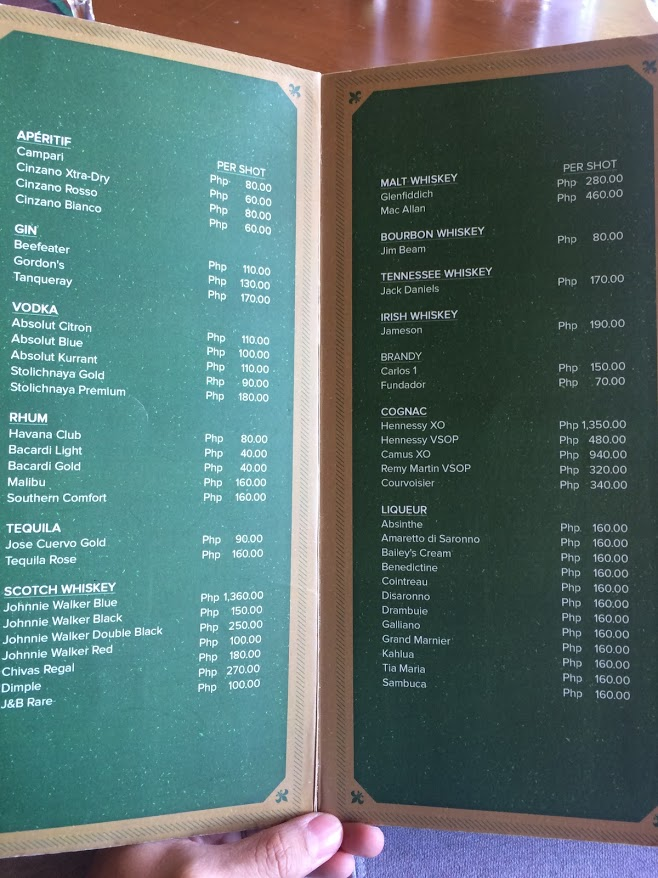 APÉRITIF
PER SHOT
Campari Php 80.00
Cinzano Xtra-Dry Php 60.00
Cinzano Rosso Php 80.00
Cinzano Bianco Php 60.00
GIN
Beefeater Php 110.00
Gordon's Php 130.00
Tanqueray Php 170.00
VODKA
Absolut Citron Php 110.00
Absolut Blue Php 100.00
Absolut Kurrant Php 110.00
Stolichnaya Gold Rhp 90.00
Stolichnaya Premium Php 180.00
RHUM
Havana Club Php 80.00
Bacardi Light Php 40.00
Bacardi Gold Php 40.00
Malibu Php 160.00
Southern Comfort Php 160.00
TEQUILA
Jose Cuervo Gold Php 90.00
Tequila Rose Php 160.00
SCOTCH WHISKEY
Johnnie Walker Blue Php 1,360.00
Johnnie Walker Black Php 150.00
Johnnie Walker Double Black Php 250.00
Johnnie Walker Red Php 100.00
Chivas Regal Php 180.00
Dimple Php 270.00
J&B Rare Php 100.00
PER SHOT
MALT WHISKEY
Glenfiddich Php 280.00
Mac Allan Php 460.00
BOURBON WHISKEY
Jim Beam Php 80.00
TENNESSEE WHISKEY
Jack Daniels Php 170.00
IRISH WHISKEY
Jameson Php 190.00
BRANDY
Carlos 1 Php 150.00
Fundador Php 70.00
COGNAC
Hennessy XO Php 1,350.00
Hennessy VSOP Php 480.00
Camus XO Php 940.00
Remy Martin VSOP Php 320.00
Courvoisier Php 340.00
LIQUEUR
Absinthe Php 160.00
Amaretto di Saronno Php 160.00
Bailey's Cream Php 160.00
Benedictine Php 160.00
Cointreau Php 160.00
Disaronno Php 160.00
Drambuie Php 160.00
Galliano Php 160.00
Grand Marnier Php 160.00
Kahlua Php 160.00
Tia Maria Php 160.00
Sambuca Php 160.00